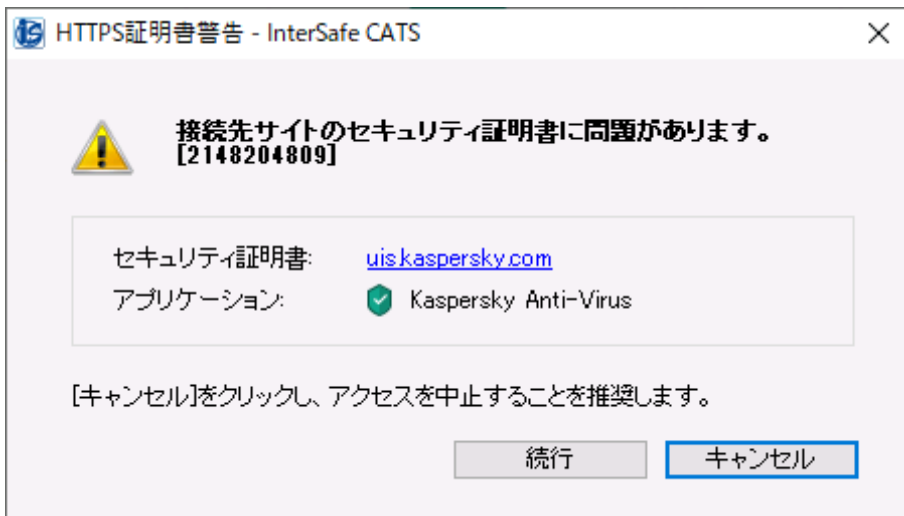 HTTPS証明書警告 - InterSafe CATS
接続先サイトのセキュリティ証明書に問題があります。
[2148204809]
セキュリティ証明書: uis.kaspersky.com
アプリケーション: Kaspersky Anti-Virus
[キャンセル]をクリックし、アクセスを中止することを推奨します。
続行 キャンセル